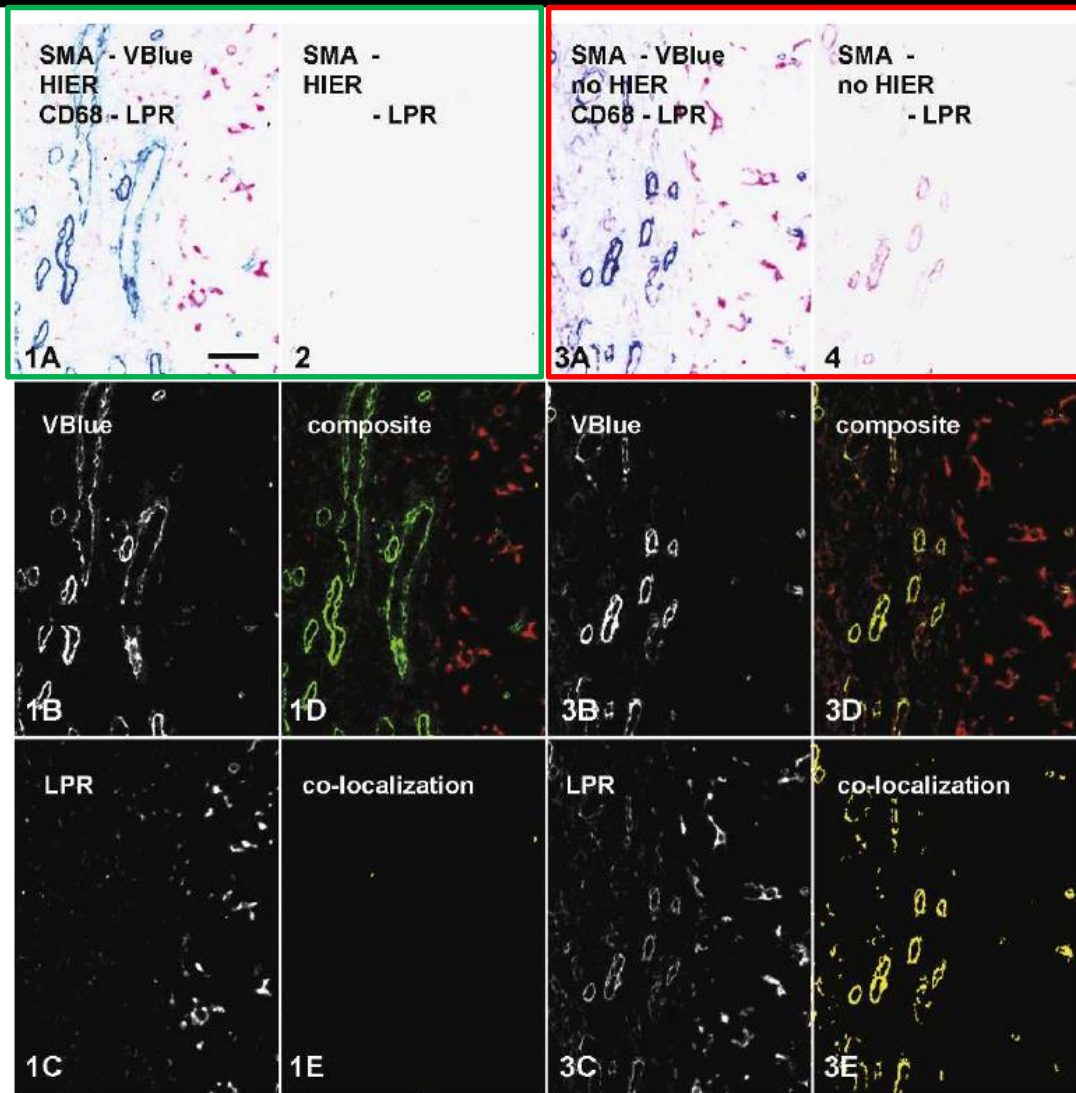 SMA - VBlue
HIER
CD68 - LPR
1A
SMA -
HIER
- LPR
2
SMA - VBlue
no HIER
CD68 - LPR
3A
SMA -
no HIER
- LPR
4
VBlue
1B
composite
1D
VBlue
3B
composite
3D
LPR
1C
co-localization
1E
LPR
3C
co-localization
3E